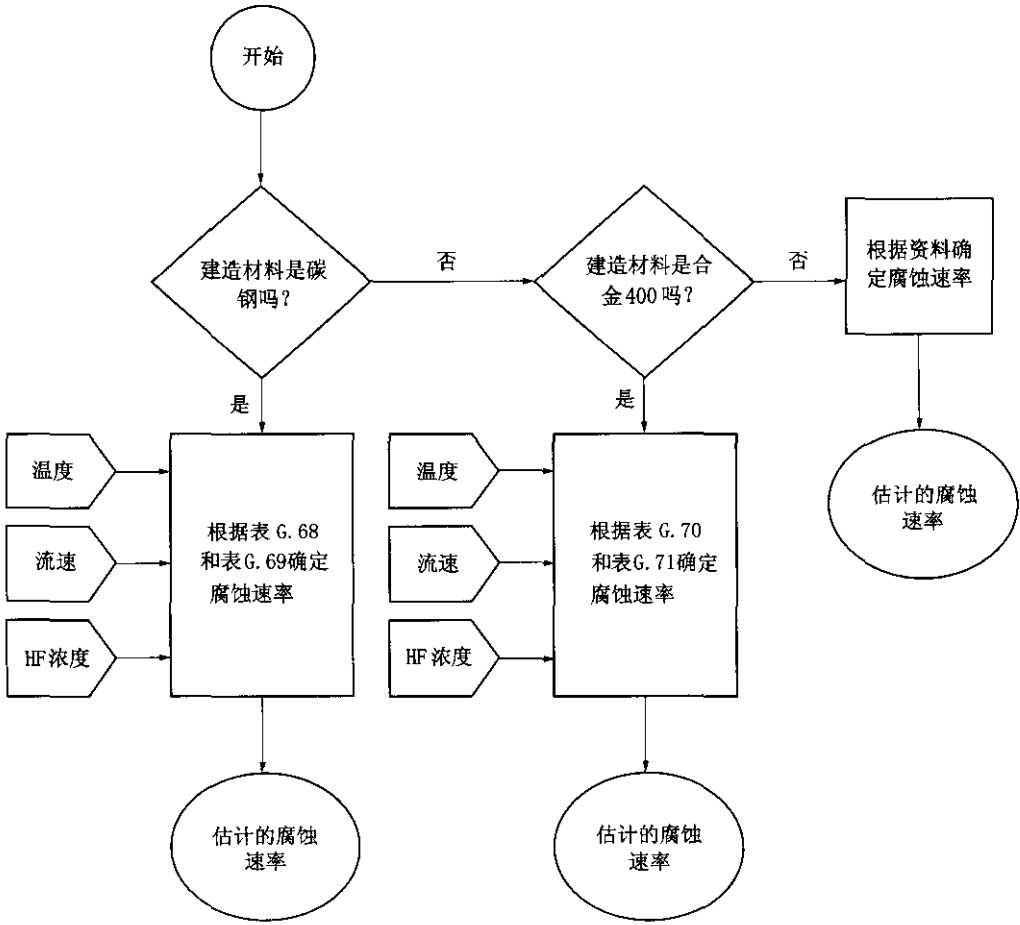 开始
建造材料是碳
钢吗?
否
建造材料是合
金400吗?
否
根据资料确
定腐蚀速率
是
是
温度
流速
HF浓度
根据表 G.68
和表G.69确定
腐蚀速率
温度
流速
HF浓度
根据表 G.70
和表G.71确定
腐蚀速率
估计的腐蚀
速率
估计的腐蚀
速率
估计的腐蚀
速率